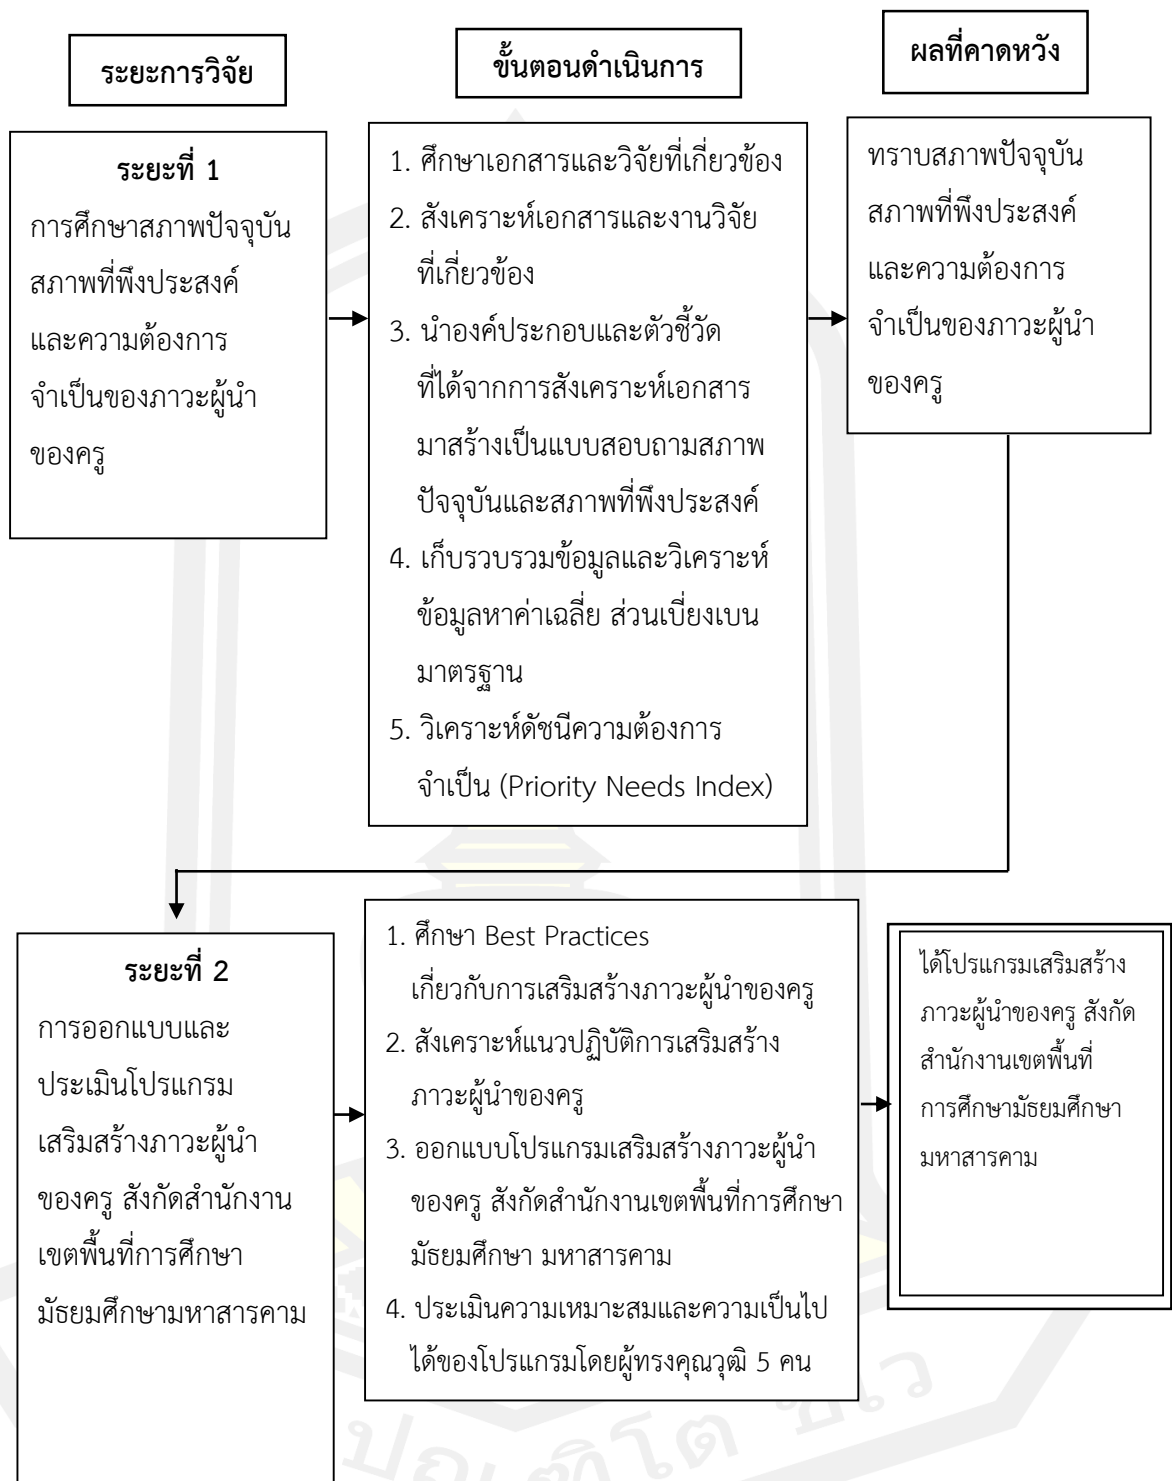 ระยะการวิจัย
ขั้นตอนดำเนินการ
ผลที่คาดหวัง
ระยะที่ 1
การศึกษาสภาพปัจจุบัน
สภาพที่พึงประสงค์
และความต้องการ
จำเป็นของภาวะผู้นำ
ของครู
1. ศึกษาเอกสารและวิจัยที่เกี่ยวข้อง
2. สังเคราะห์เอกสารและงานวิจัย
ที่เกี่ยวข้อง
3. นำองค์ประกอบและตัวชี้วัด
ที่ได้จากการสังเคราะห์เอกสาร
มาสร้างเป็นแบบสอบถามสภาพ
ปัจจุบันและสภาพที่พึงประสงค์
4. เก็บรวบรวมข้อมูลและวิเคราะห์
ข้อมูลหาค่าเฉลี่ย ส่วนเบี่ยงเบน
มาตรฐาน
5. วิเคราะห์ดัชนีความต้องการ
จำเป็น (Priority Needs Index)
ทราบสภาพปัจจุบัน
สภาพที่พึงประสงค์
และความต้องการ
จำเป็นของภาวะผู้นำ
ของครู
ระยะที่ 2
การออกแบบและ
ประเมินโปรแกรม
เสริมสร้างภาวะผู้นำ
ของครู สังกัดสำนักงาน
เขตพื้นที่การศึกษา
มัธยมศึกษามหาสารคาม
1. ศึกษา Best Practices
เกี่ยวกับการเสริมสร้างภาวะผู้นำของครู
2. สังเคราะห์แนวปฏิบัติการเสริมสร้าง
ภาวะผู้นำของครู
3. ออกแบบโปรแกรมเสริมสร้างภาวะผู้นำ
ของครู สังกัดสำนักงานเขตพื้นที่การศึกษา
มัธยมศึกษา มหาสารคาม
4. ประเมินความเหมาะสมและความเป็นไป
ได้ของโปรแกรมโดยผู้ทรงคุณวุฒิ 5 คน
ได้โปรแกรมเสริมสร้าง
ภาวะผู้นำของครู สังกัด
สำนักงานเขตพื้นที่
การศึกษามัธยมศึกษา
มหาสารคาม